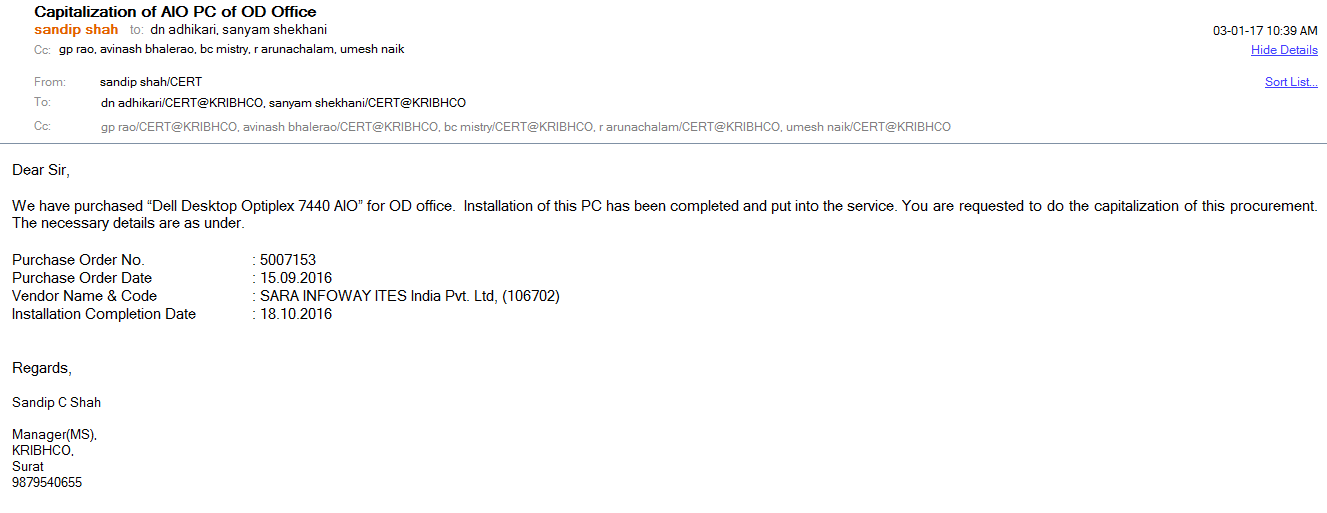 Capitalization of AIO PC of OD Office
sandip shah to: dn adhikari, sanyam shekhani
03-01-17 10:39 AM
Cc: gp rao, avinash bhalerao, bc mistry, r arunachalam, umesh naik
Hide Details
From: sandip shah/CERT
Sort List...
To: dn adhikari/CERT@KRIBHCO, sanyam shekhani/CERT@KRIBHCO
Cc: gp rao/CERT@KRIBHCO, avinash bhalerao/CERT@KRIBHCO, bc mistry/CERT@KRIBHCO, r arunachalam/CERT@KRIBHCO, umesh naik/CERT@KRIBHCO
Dear Sir,
We have purchased “Dell Desktop Optiplex 7440 AIO” for OD office. Installation of this PC has been completed and put into the service. You are requested to do the capitalization of this procurement.
The necessary details are as under.
Purchase Order No. : 5007153
Purchase Order Date : 15.09.2016
Vendor Name & Code : SARA INFOWAY ITES India Pvt. Ltd, (106702)
Installation Completion Date : 18.10.2016
Regards,
Sandip C Shah
Manager(MS),
KRIBHCO,
Surat
9879540655